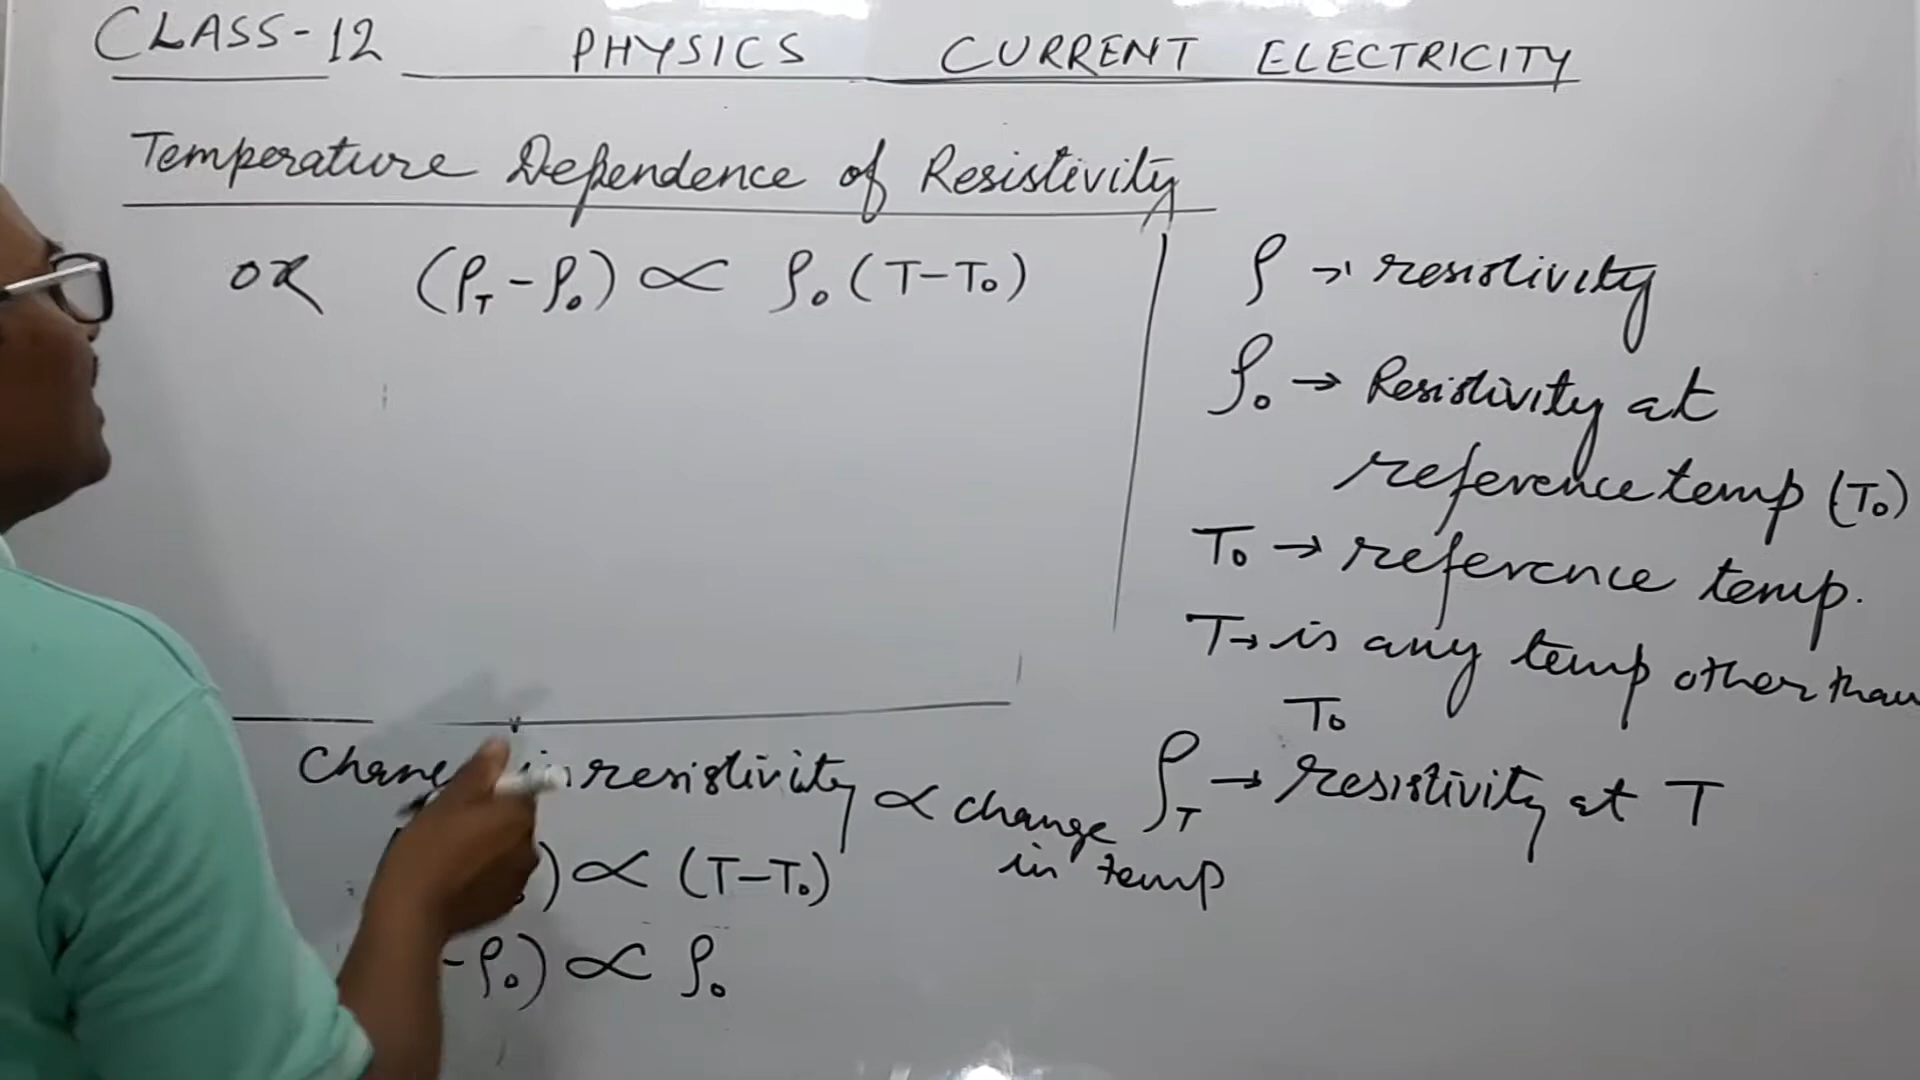 CLASS-12 PHYSICS CURRENT ELECTRICITY
Temperature Dependence of Resistivity
OR (ρT - ρ0) ∝ ρ0 (T-T0)
ρ → resistivity
ρ0 → Resistivity at
reference temp (T0)
T0 → reference temp.
T → is any temp other than
T0
ρT → resistivity at T
resistivity ∝ change
in temp
) ∝ (T-T0)
-ρ0) ∝ ρ0